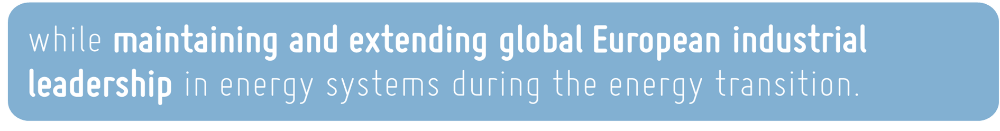 while maintaining and extending global European industrial
leadership in energy systems during the energy transition.